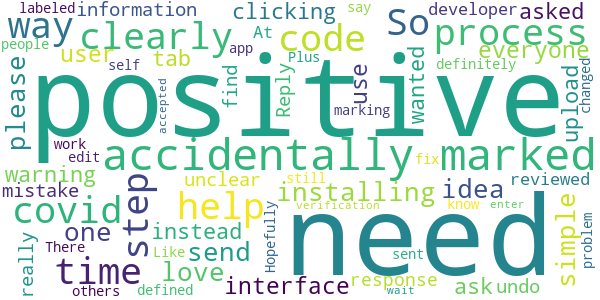 labeled information clicking developer asked
way clearly code So process
people user tab At Plus app say everyone
self find Reply use definitely
please positive wanted upload changed
accepted marking
work accidentally marked
edit fix
warning unclear still installing idea reviewed
mistake step help need simple
covid one verification know enter
really There instead Hopefully problem
time send Like love sent response ask undo
others defined interface wait